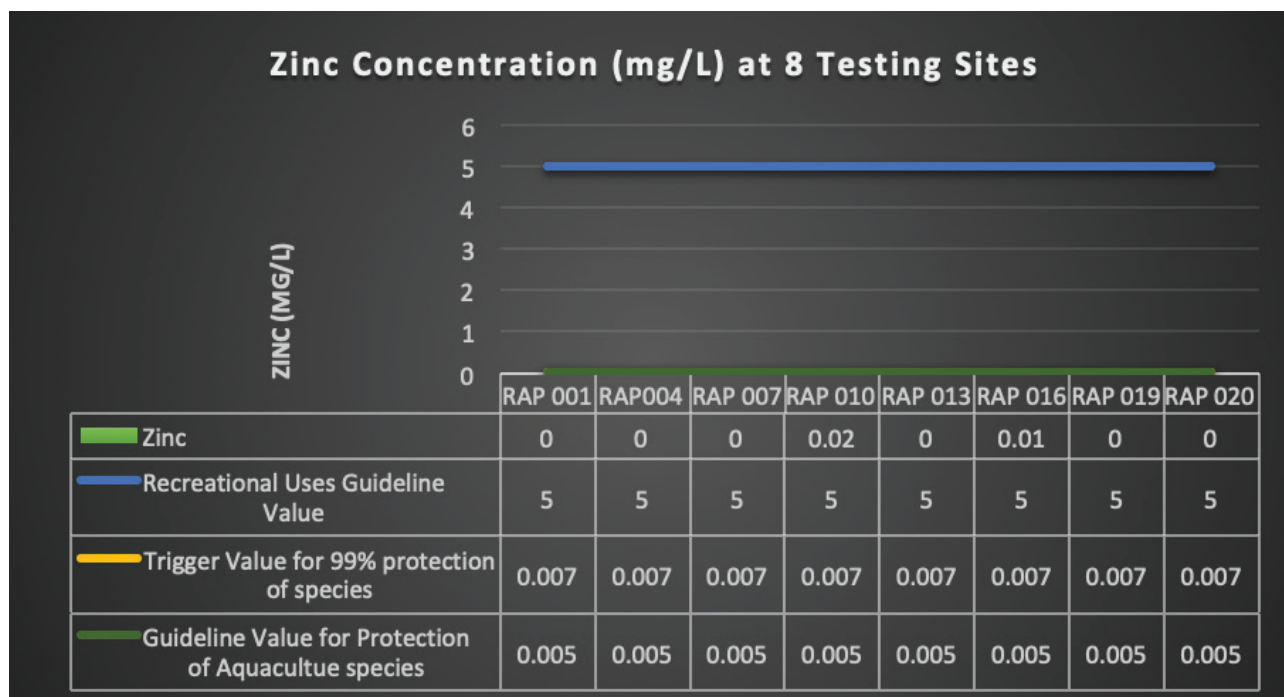 Zinc Concentration (mg/L) at 8 Testing Sites
6
5
4
3
2
1
0
ZINC (MG/L)
RAP 001 RAP004 RAP 007 RAP 010 RAP 013 RAP 016 RAP 019 RAP 020
Zinc 0 0 0 0.02 0 0.01 0 0
Recreational Uses Guideline
Value 5 5 5 5 5 5 5 5
Trigger Value for 99% protection
of species 0.007 0.007 0.007 0.007 0.007 0.007 0.007 0.007
Guideline Value for Protection
of Aquacultue species 0.005 0.005 0.005 0.005 0.005 0.005 0.005 0.005